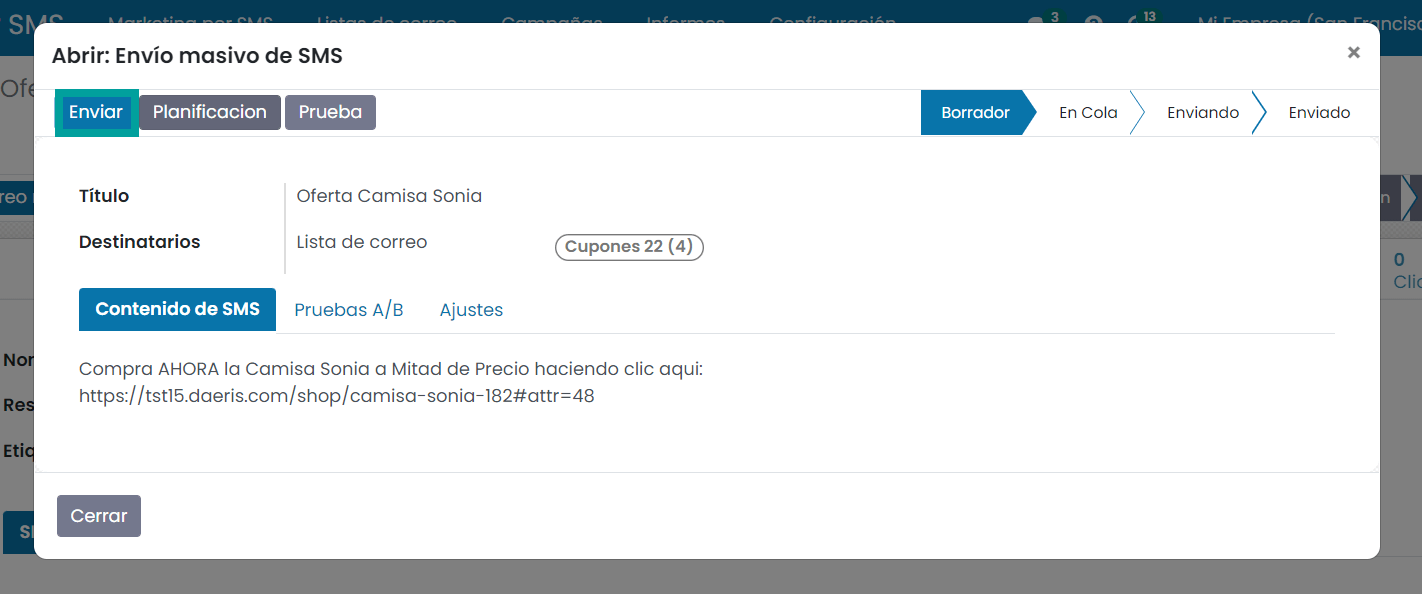 SMS Marketing por SMS Listas de correo Campañas Informes Configuración 3 13 Mi Empresa (San Francisc
Abrir: Envío masivo de SMS ×
Ofe
Enviar Planificacion Prueba Borrador En Cola Enviando Enviado
Título Oferta Camisa Sonia
reo n
Destinatarios Lista de correo Cupones 22 (4)
0
Clic
Contenido de SMS Pruebas A/B Ajustes
Nor
Compra AHORA la Camisa Sonia a Mitad de Precio haciendo clic aqui:
https://tst15.daeris.com/shop/camisa-sonia-182#attr=48
Res
Etiq
Cerrar